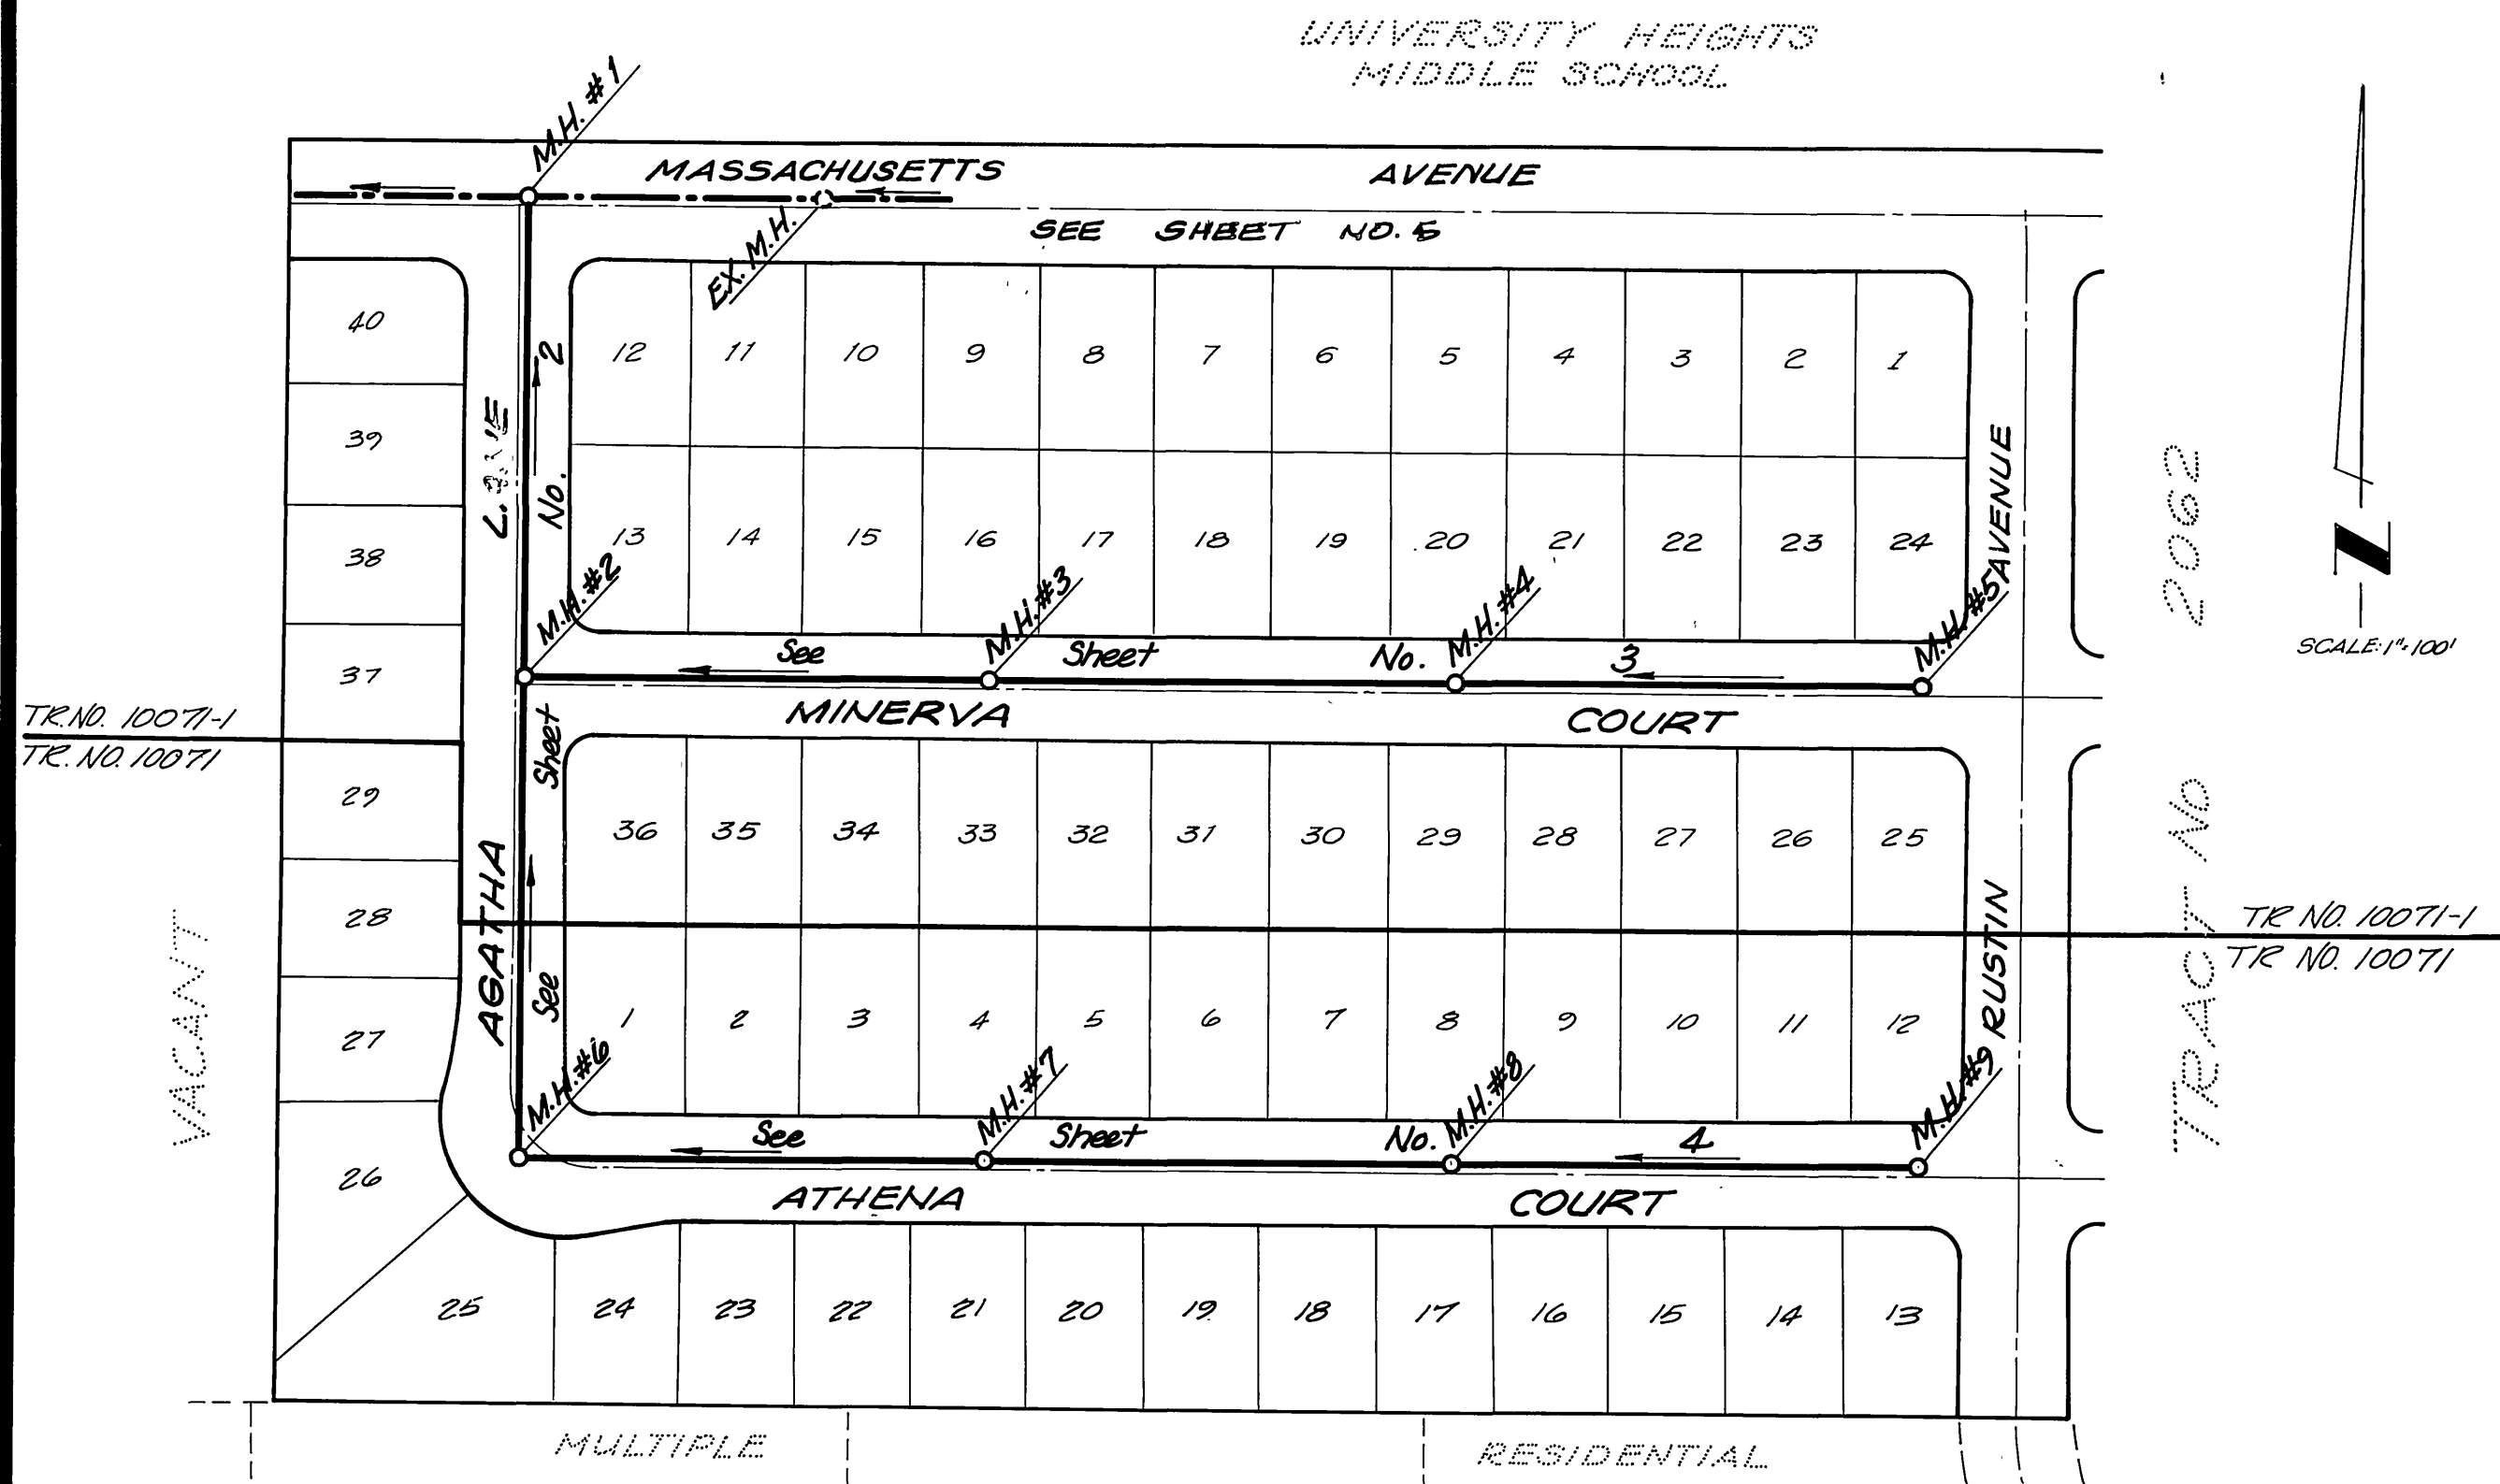 UNIVERSITY HEIGHTS
MIDDLE SCHOOL
M.H. #1
MASSACHUSETTS AVENUE
EX. M.H.
SEE SHEET NO. 5
40
12 11 10 9 8 7 6 5 4 3 2 1
39
38
13 14 15 16 17 18 19 20 21 22 23 24
37
M.H. #2
M.H. #3
M.H. #4
M.H. #5
See Sheet No. 3
MINERVA COURT
See Sheet No. 2
AGATHA
RUSTIN AVENUE
TRACT NO 2062
SCALE: 1"=100'
TR. NO. 10071-1
TR. NO. 10071
29
36 35 34 33 32 31 30 29 28 27 26 25
28
TR NO. 10071-1
TR NO. 10071
VACANT
27
1 2 3 4 5 6 7 8 9 10 11 12
M.H. #6
M.H. #7
M.H. #8
M.H. #9
See Sheet No. 4
26
ATHENA COURT
25 24 23 22 21 20 19 18 17 16 15 14 13
MULTIPLE RESIDENTIAL